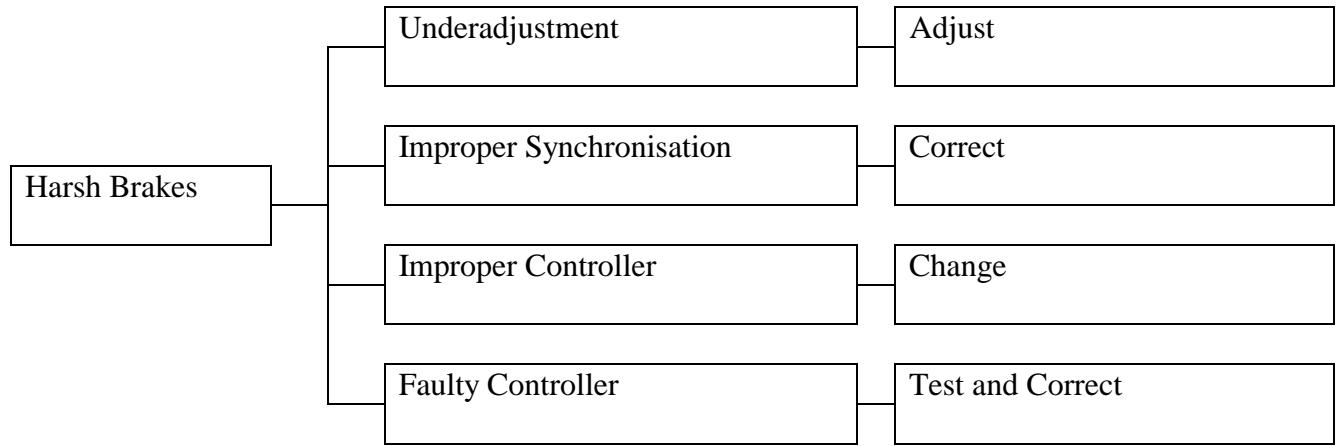 Harsh Brakes
Underadjustment
Adjust
Improper Synchronisation
Correct
Improper Controller
Change
Faulty Controller
Test and Correct